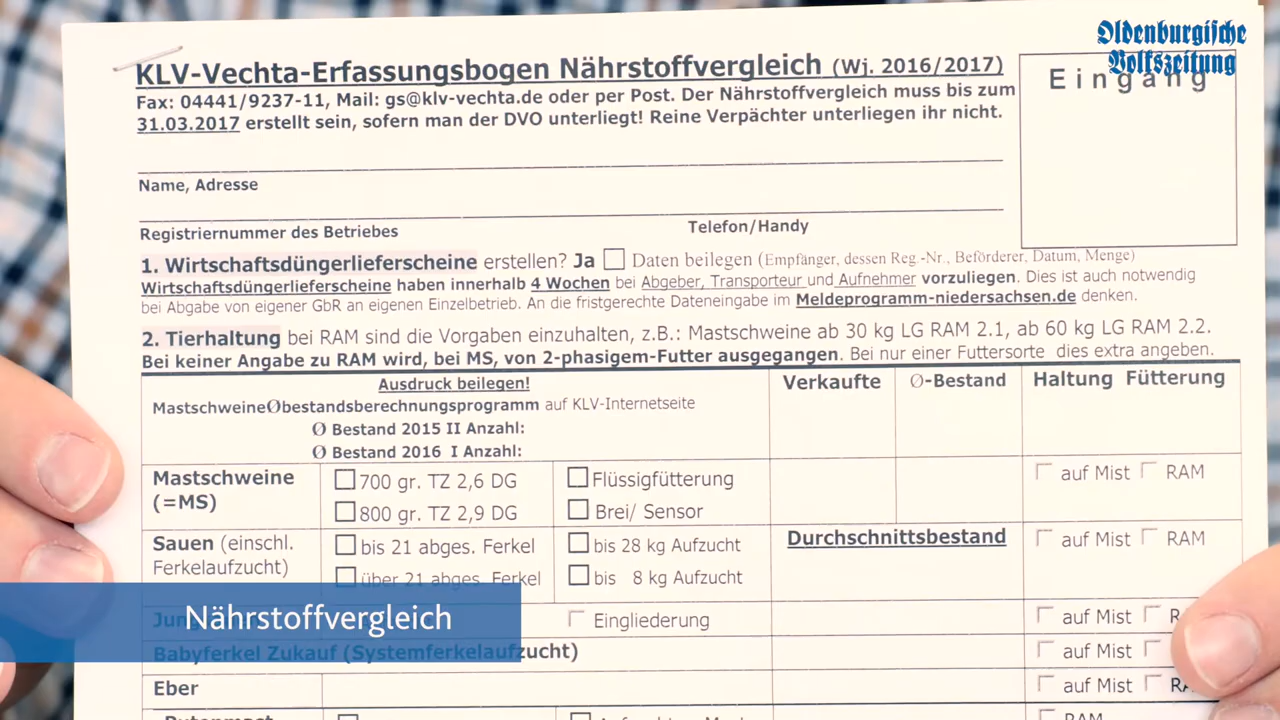 Oldenburgische
Volkszeitung
KLV-Vechta-Erfassungsbogen Nährstoffvergleich (Wj. 2016/2017)
Eingang
Fax: 04441/9237-11, Mail: gs@klv-vechta.de oder per Post. Der Nährstoffvergleich muss bis zum
31.03.2017 erstellt sein, sofern man der DVO unterliegt! Reine Verpächter unterliegen ihr nicht.
Name, Adresse
Registriernummer des Betriebes Telefon/Handy
1. Wirtschaftsdüngerlieferscheine erstellen? Ja Daten beilegen (Empfänger, dessen Reg -Nr., Beförderer, Datum, Menge)
Wirtschaftsdüngerlieferscheine haben innerhalb 4 Wochen bei Abgeber, Transporteur und Aufnehmer vorzuliegen. Dies ist auch notwendig
bei Abgabe von eigener GbR an eigenen Einzelbetrieb. An die fristgerechte Dateneingabe im Meldeprogramm-niedersachsen.de denken.
2. Tierhaltung bei RAM sind die Vorgaben einzuhalten, z.B.: Mastschweine ab 30 kg LG RAM 2.1, ab 60 kg LG RAM 2.2.
Bei keiner Angabe zu RAM wird, bei MS, von 2-phasigem-Futter ausgegangen. Bei nur einer Futtersorte dies extra angeben.
Ausdruck beilegen! Verkaufte Ø-Bestand Haltung Fütterung
MastschweineØbestandsberechnungsprogramm auf KLV-Internetseite
Ø Bestand 2015 II Anzahl:
Ø Bestand 2016 I Anzahl:
Mastschweine 700 gr. TZ 2,6 DG Flüssigfütterung auf Mist RAM
(=MS) 800 gr. TZ 2,9 DG Brei/ Sensor
Sauen (einschl. bis 21 abges. Ferkel bis 28 kg Aufzucht Durchschnittsbestand auf Mist RAM
Ferkelaufzucht) über 21 abges. Ferkel bis 8 kg Aufzucht
Nährstoffvergleich
Eingliederung auf Mist
Babyferkel Zukauf (Systemferkelaufzucht) auf Mist
Eber auf Mist
RAM